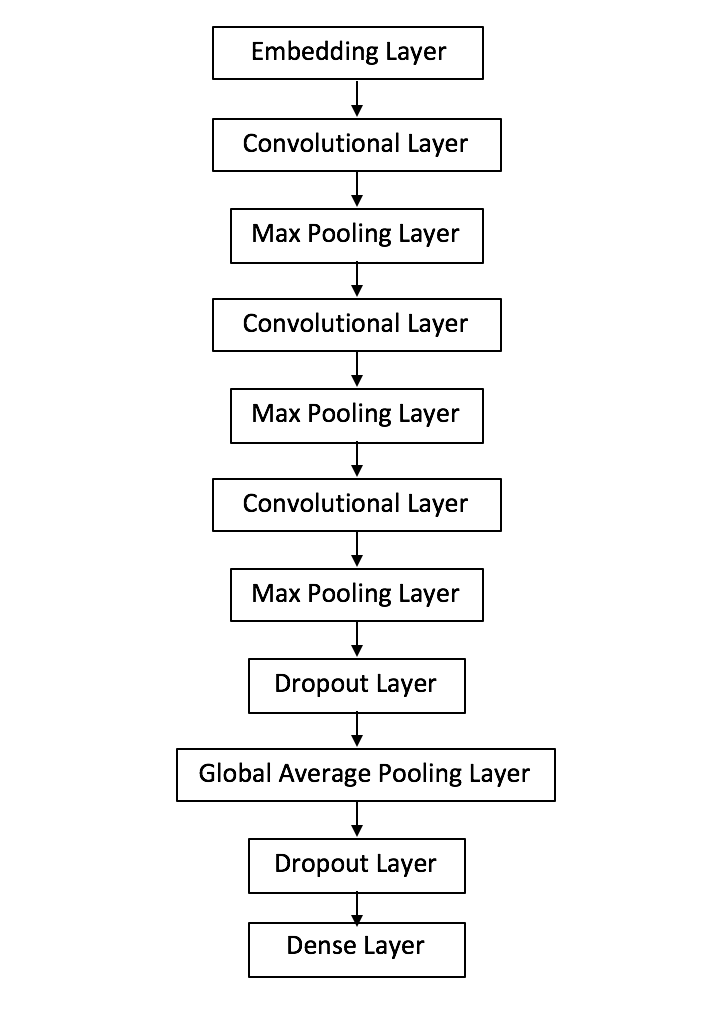 Embedding Layer
Convolutional Layer
Max Pooling Layer
Convolutional Layer
Max Pooling Layer
Convolutional Layer
Max Pooling Layer
Dropout Layer
Global Average Pooling Layer
Dropout Layer
Dense Layer